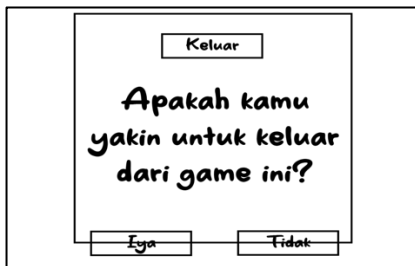 Keluar
Apakah kamu
yakin untuk keluar
dari game ini?
Iya
Tidak